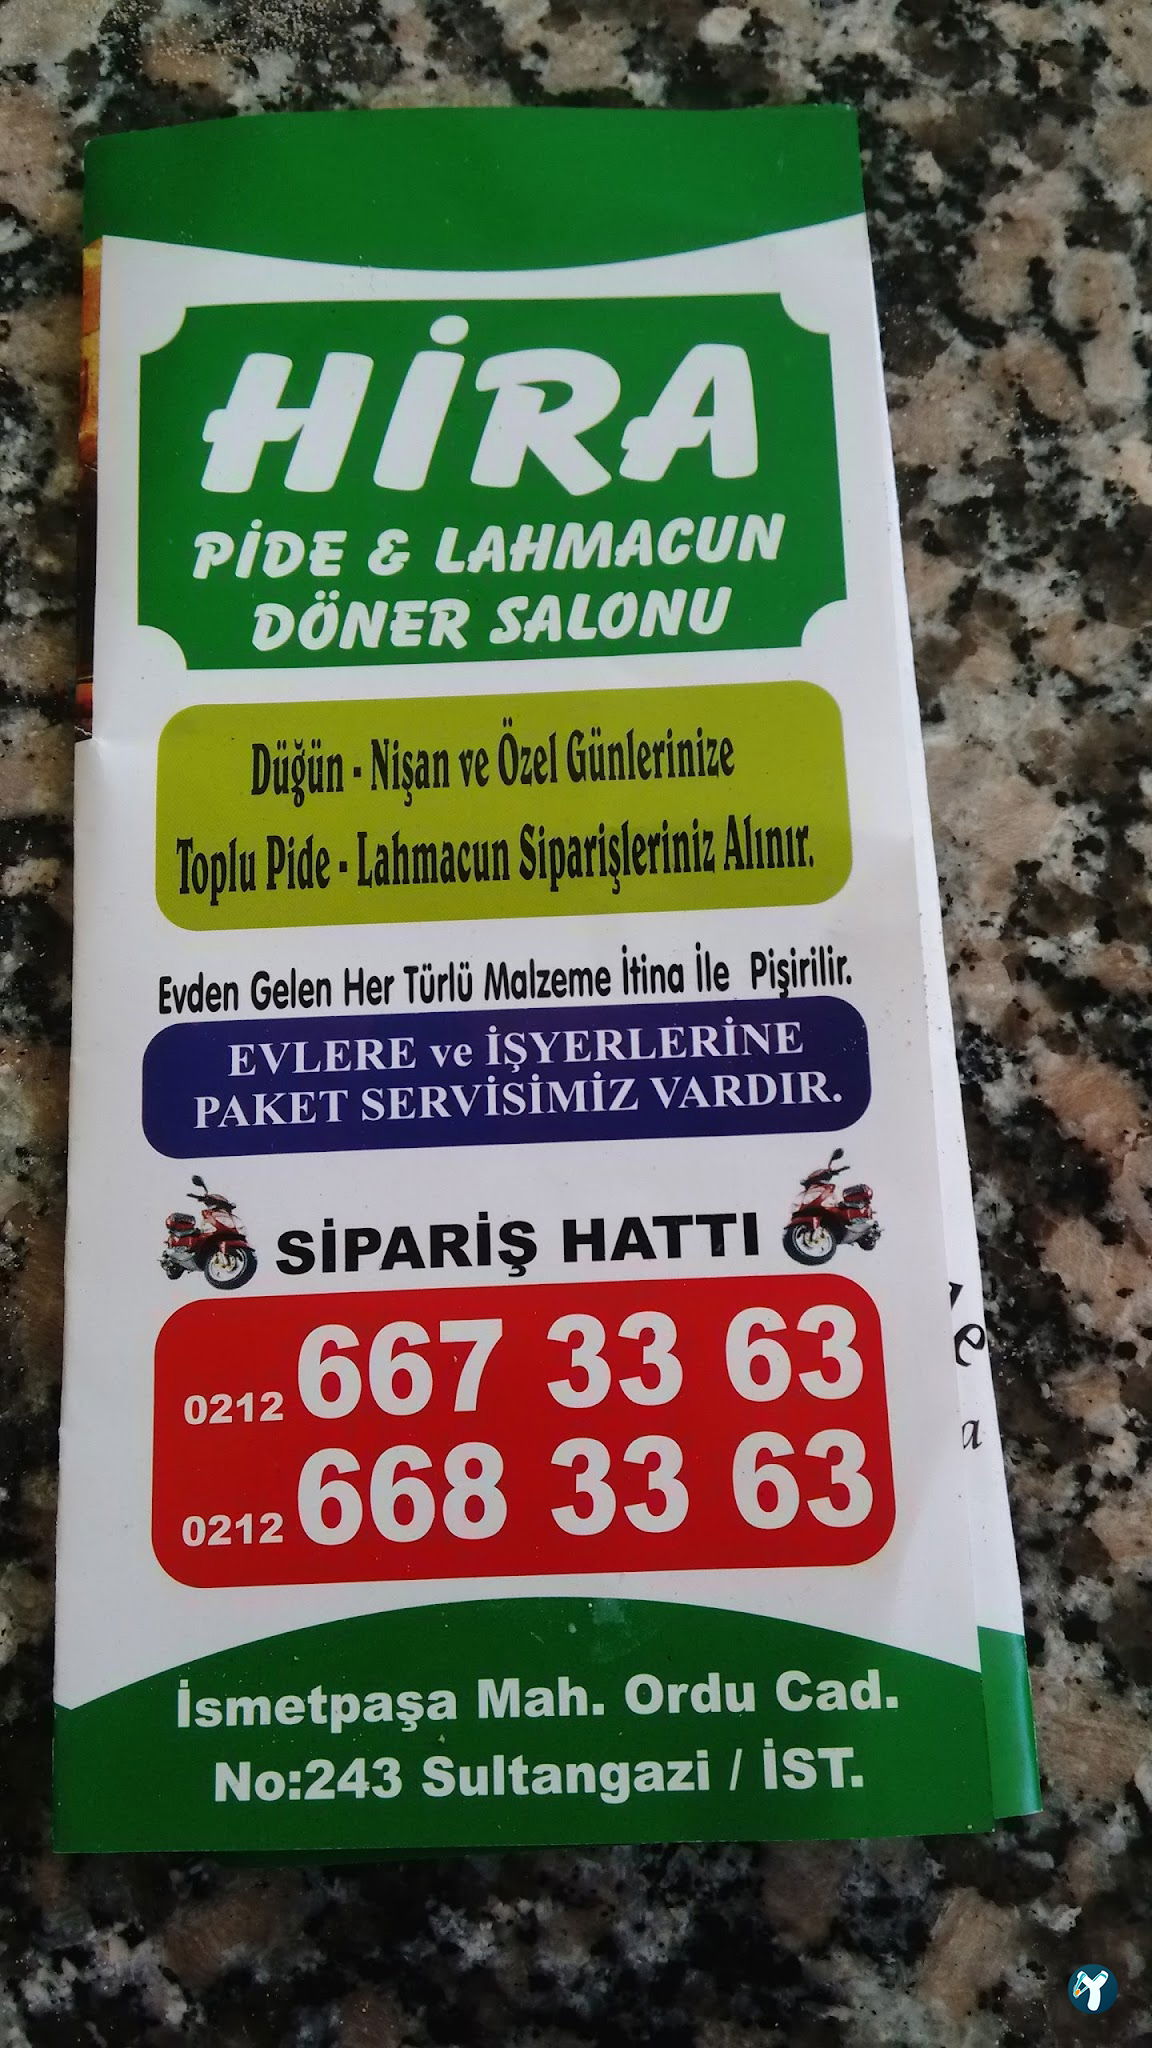 HİRA
PİDE & LAHMACUN
DÖNER SALONU
Düğün - Nişan ve Özel Günlerinize
Toplu Pide - Lahmacun Siparişleriniz Alınır.
Evden Gelen Her Türlü Malzeme İtina İle Pişirilir.
EVLERE ve İŞYERLERİNE
PAKET SERVİSİMİZ VARDIR.
SİPARİŞ HATTI
0212 667 33 63
0212 668 33 63
İsmetpaşa Mah. Ordu Cad.
No:243 Sultangazi / İST.